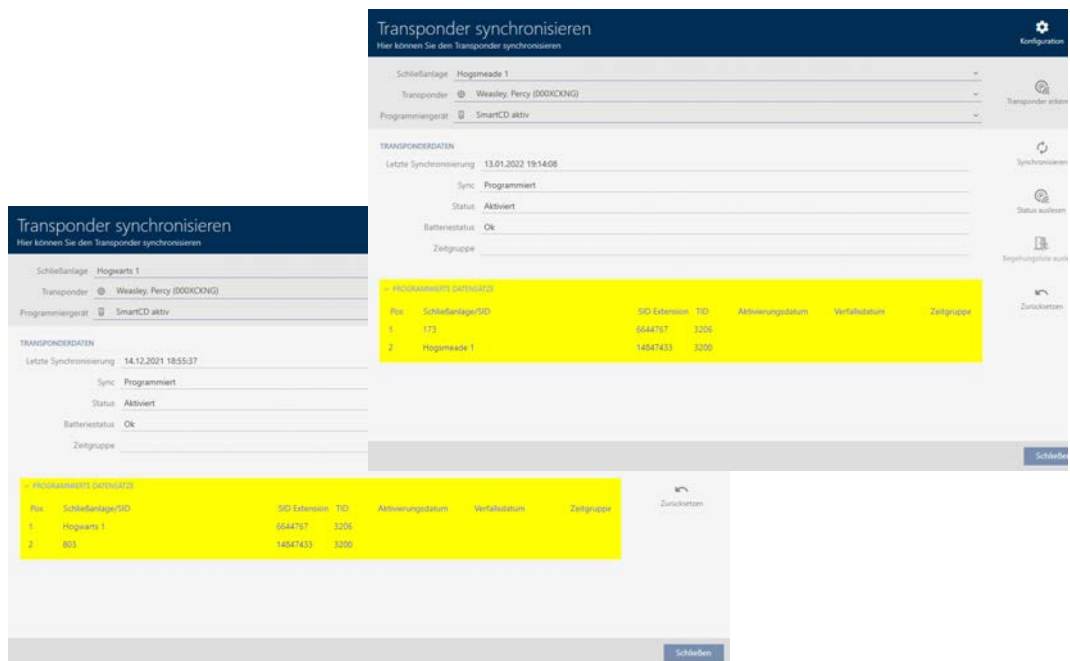 Transponder synchronisieren
Hier können Sie den Transponder synchronisieren
Konfiguration
Schließanlage Hogsmeade 1
Transponder Weasley, Percy (000XCKNG)
Programmiergerät SmartCD aktiv
Transponder erkenn
Synchronisieren
Status auslesen
Begehungsliste ausle
Zurücksetzen
TRANSPONDERDATEN
Letzte Synchronisierung 13.01.2022 19:14:08
Sync Programmiert
Status Aktiviert
Batteriestatus Ok
Zeitgruppe
PROGRAMMIERTE DATENSÄTZE
Pos Schließanlage/SID SID Extension TID Aktivierungsdatum Verfallsdatum Zeitgruppe
1 173 6644767 3206
2 Hogsmeade 1 14847433 3200
Schließe
Transponder synchronisieren
Hier können Sie den Transponder synchronisieren
Schließanlage Hogwarts 1
Transponder Weasley, Percy (000XCKNG)
Programmiergerät SmartCD aktiv
TRANSPONDERDATEN
Letzte Synchronisierung 14.12.2021 18:55:37
Sync Programmiert
Status Aktiviert
Batteriestatus Ok
Zeitgruppe
PROGRAMMIERTE DATENSÄTZE
Pos Schließanlage/SID SID Extension TID Aktivierungsdatum Verfallsdatum Zeitgruppe
1 Hogwarts 1 6644767 3206
2 803 14847433 3200
Zurücksetzen
Schließen